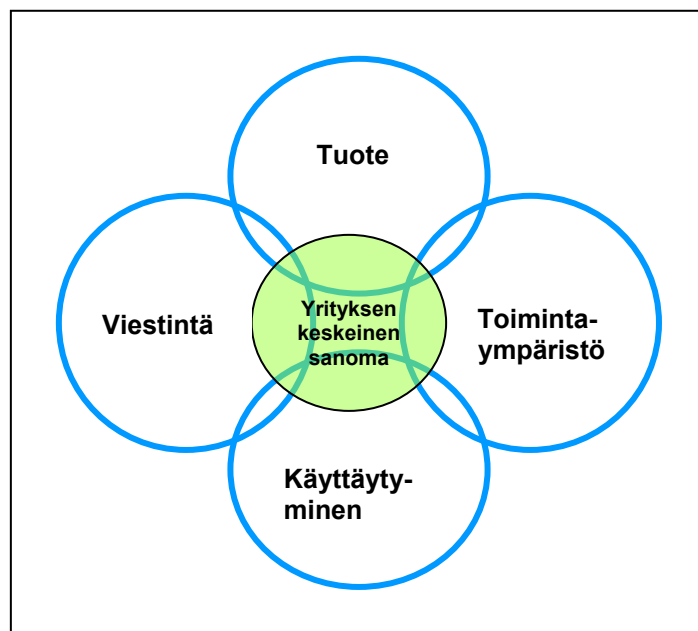 Tuote
Viestintä
Yrityksen
keskeinen
sanoma
Toiminta-
ympäristö
Käyttäyty-
minen